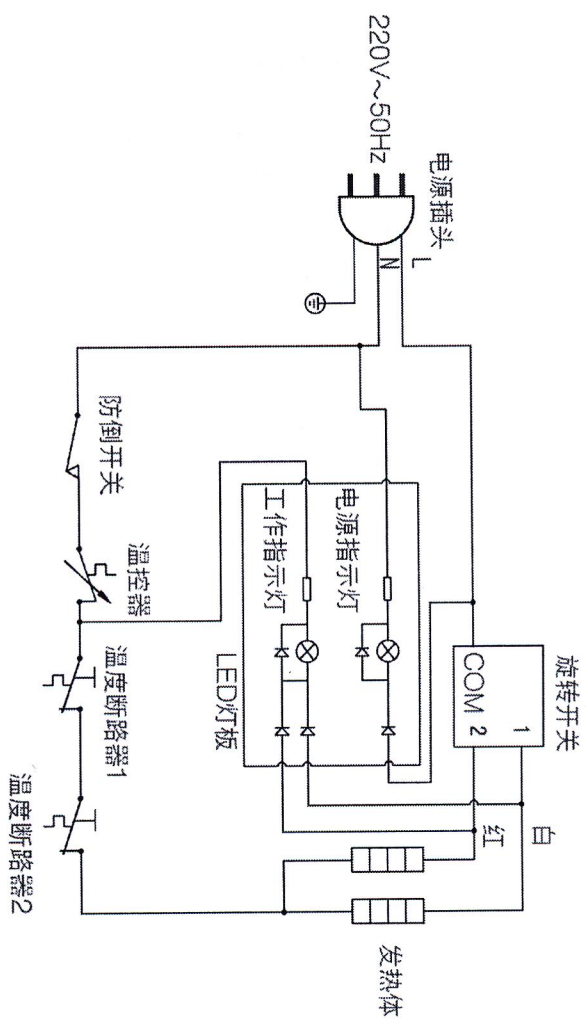 电源插头
220V～50Hz
L
N
旋转开关
1
COM 2
白
红
电源指示灯
工作指示灯
LED灯板
发热体
防倒开关
温控器
温度断路器1
温度断路器2